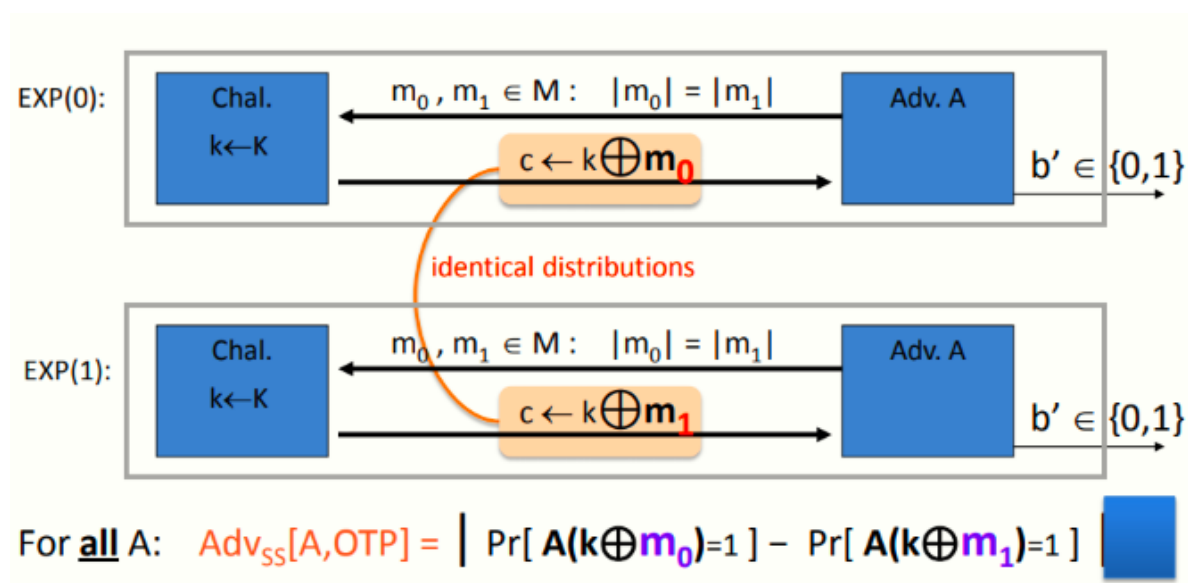 EXP(0):
Chal.
k←K
m₀ , m₁ ∈ M : |m₀| = |m₁|
c ← k⊕m₀
Adv. A
b’ ∈ {0,1}
identical distributions
EXP(1):
Chal.
k←K
m₀ , m₁ ∈ M : |m₀| = |m₁|
c ← k⊕m₁
Adv. A
b’ ∈ {0,1}
For all A: Adv_SS[A,OTP] = | Pr[ A(k⊕m₀)=1 ] − Pr[ A(k⊕m₁)=1 ] |